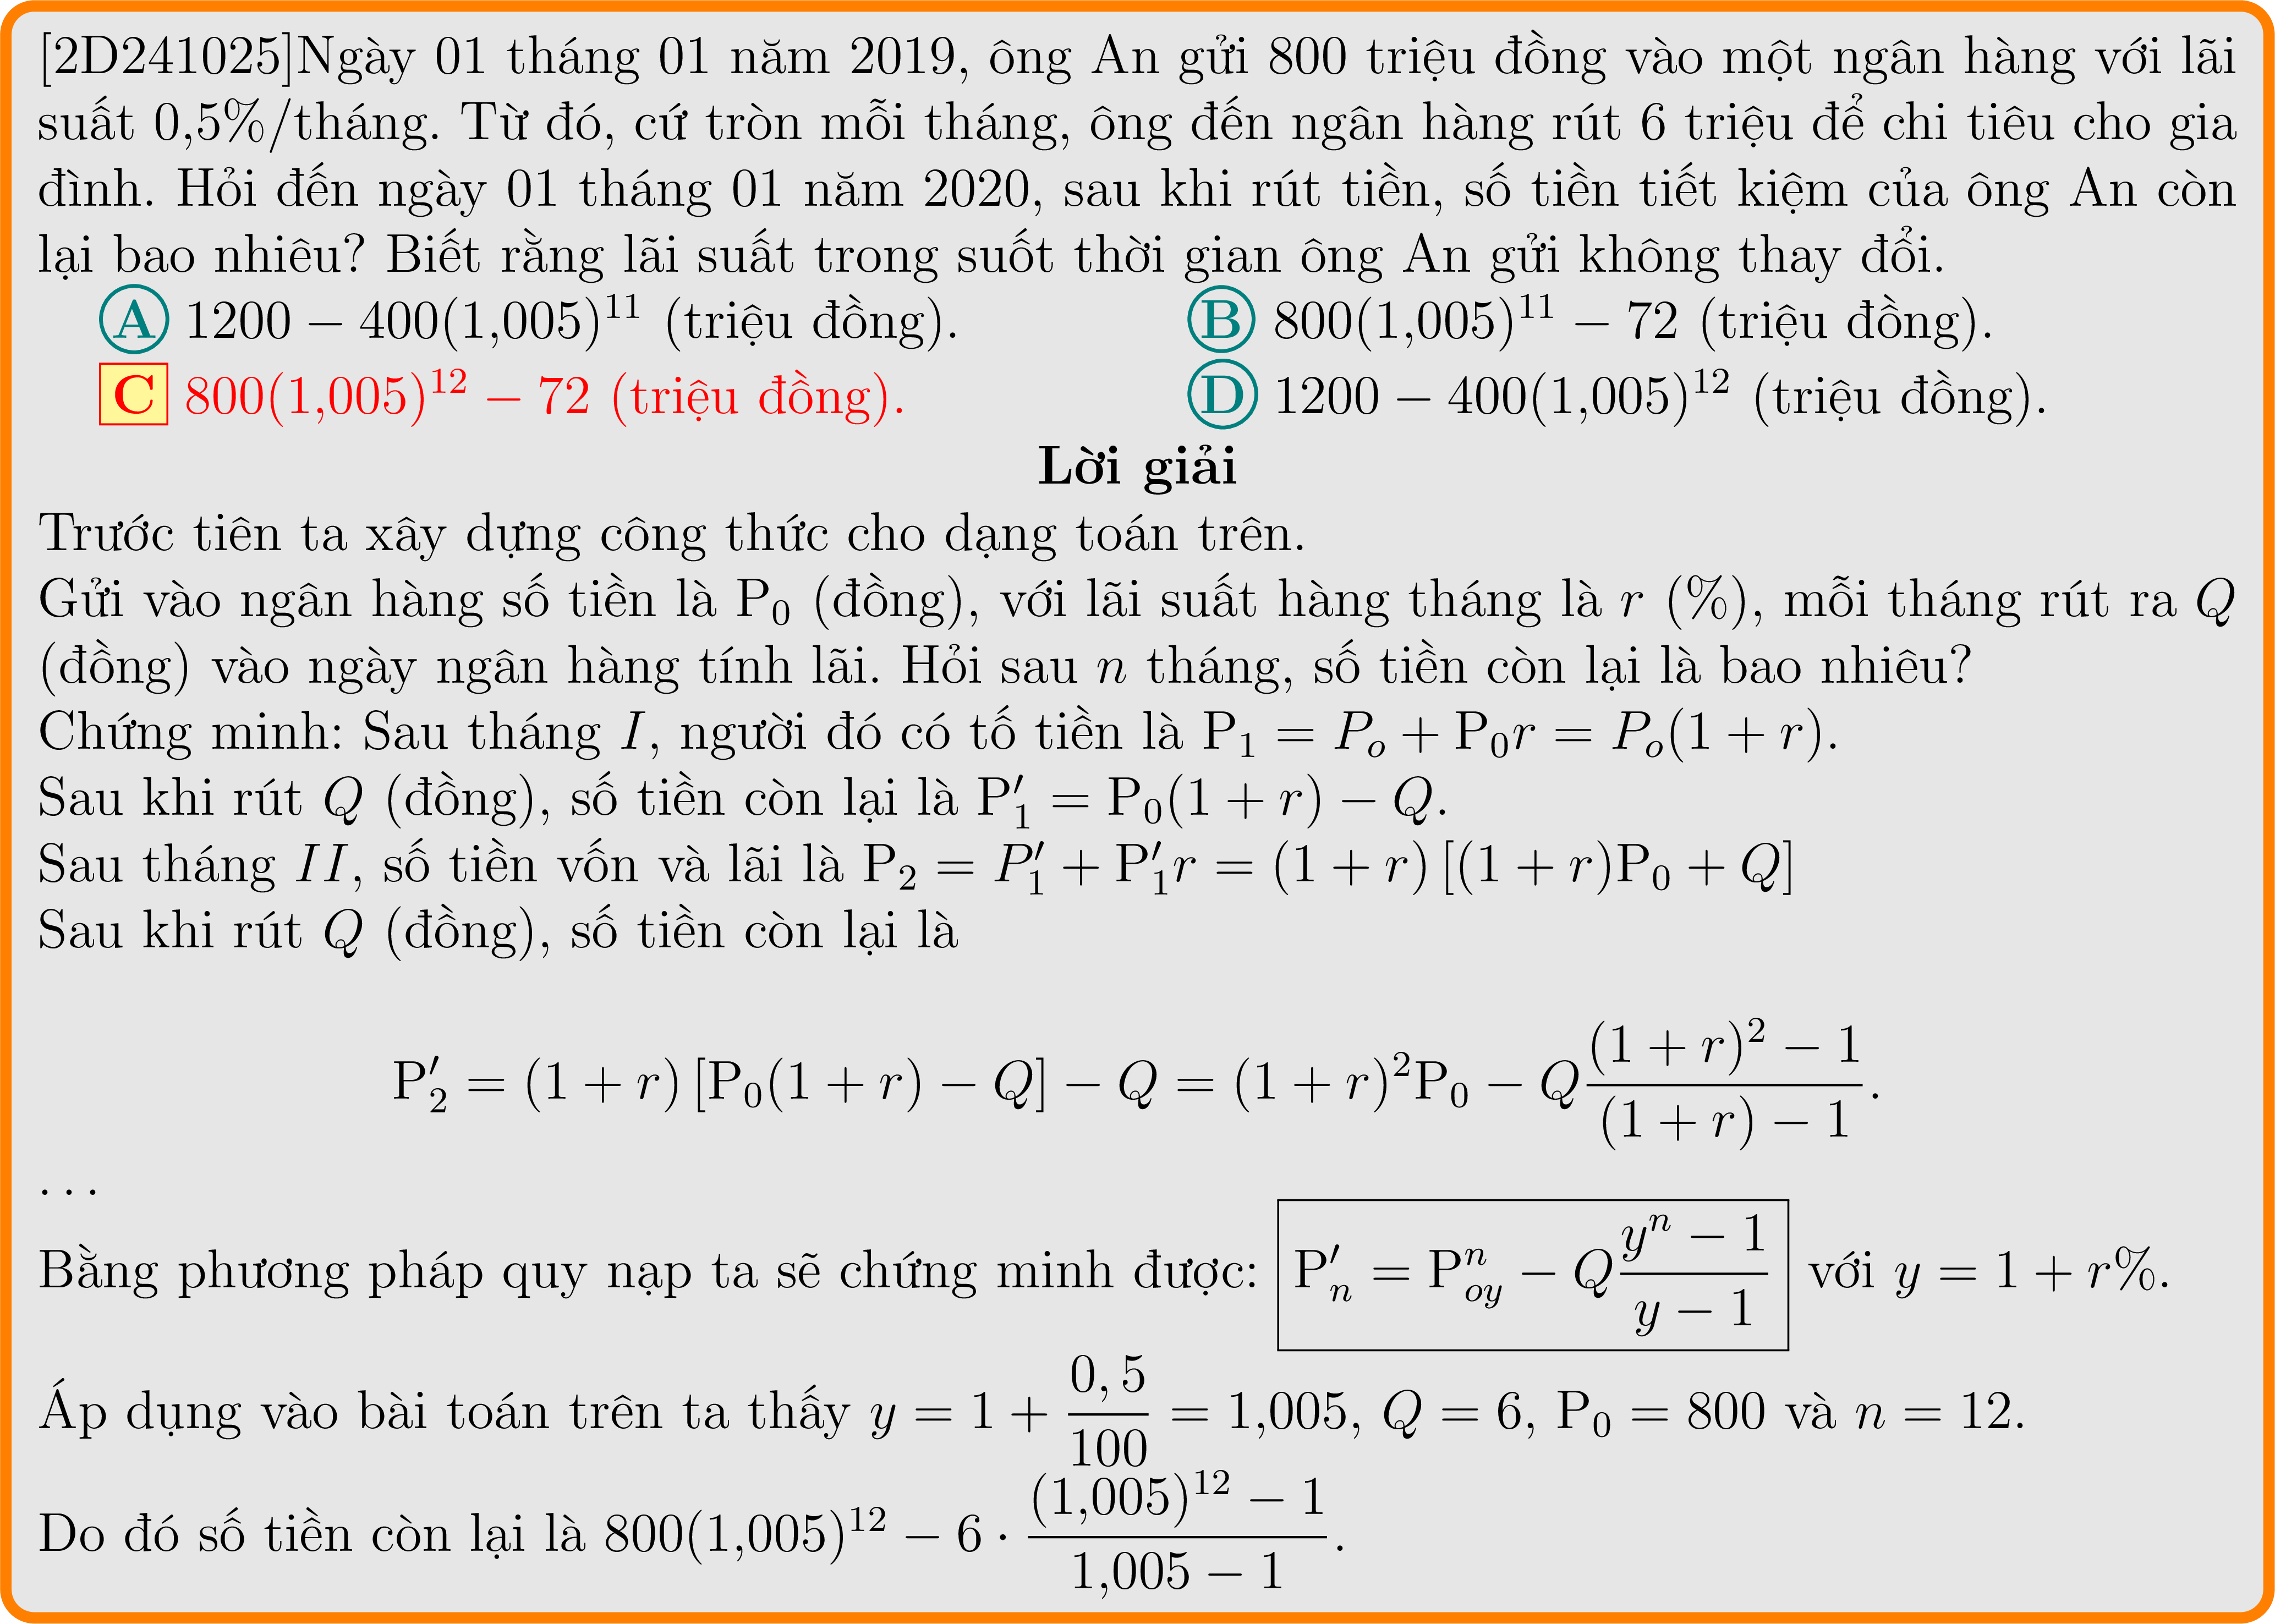 [2D241025]Ngày 01 tháng 01 năm 2019, ông An gửi 800 triệu đồng vào một ngân hàng với lãi
suất 0,5%/tháng. Từ đó, cứ tròn mỗi tháng, ông đến ngân hàng rút 6 triệu để chi tiêu cho gia
đình. Hỏi đến ngày 01 tháng 01 năm 2020, sau khi rút tiền, số tiền tiết kiệm của ông An còn
lại bao nhiêu? Biết rằng lãi suất trong suốt thời gian ông An gửi không thay đổi.
A 1200 − 400(1,005)^{11} (triệu đồng). B 800(1,005)^{11} − 72 (triệu đồng).
C 800(1,005)^{12} − 72 (triệu đồng). D 1200 − 400(1,005)^{12} (triệu đồng).
Lời giải
Trước tiên ta xây dựng công thức cho dạng toán trên.
Gửi vào ngân hàng số tiền là P_0 (đồng), với lãi suất hàng tháng là r (%), mỗi tháng rút ra Q
(đồng) vào ngày ngân hàng tính lãi. Hỏi sau n tháng, số tiền còn lại là bao nhiêu?
Chứng minh: Sau tháng I, người đó có tố tiền là P_1 = P_o + P_0r = P_o(1 + r).
Sau khi rút Q (đồng), số tiền còn lại là P'_1 = P_0(1 + r) − Q.
Sau tháng II, số tiền vốn và lãi là P_2 = P'_1 + P'_1r = (1 + r) [(1 + r)P_0 + Q]
Sau khi rút Q (đồng), số tiền còn lại là
P'_2 = (1 + r) [P_0(1 + r) − Q] − Q = (1 + r)^2P_0 − Q\frac{(1 + r)^2 − 1}{(1 + r) − 1}.
...
Bằng phương pháp quy nạp ta sẽ chứng minh được: P'_n = P^n_{oy} − Q\frac{y^n − 1}{y − 1} với y = 1 + r%.
Áp dụng vào bài toán trên ta thấy y = 1 + \frac{0,5}{100} = 1,005, Q = 6, P_0 = 800 và n = 12.
Do đó số tiền còn lại là 800(1,005)^{12} − 6 · \frac{(1,005)^{12} − 1}{1,005 − 1}.